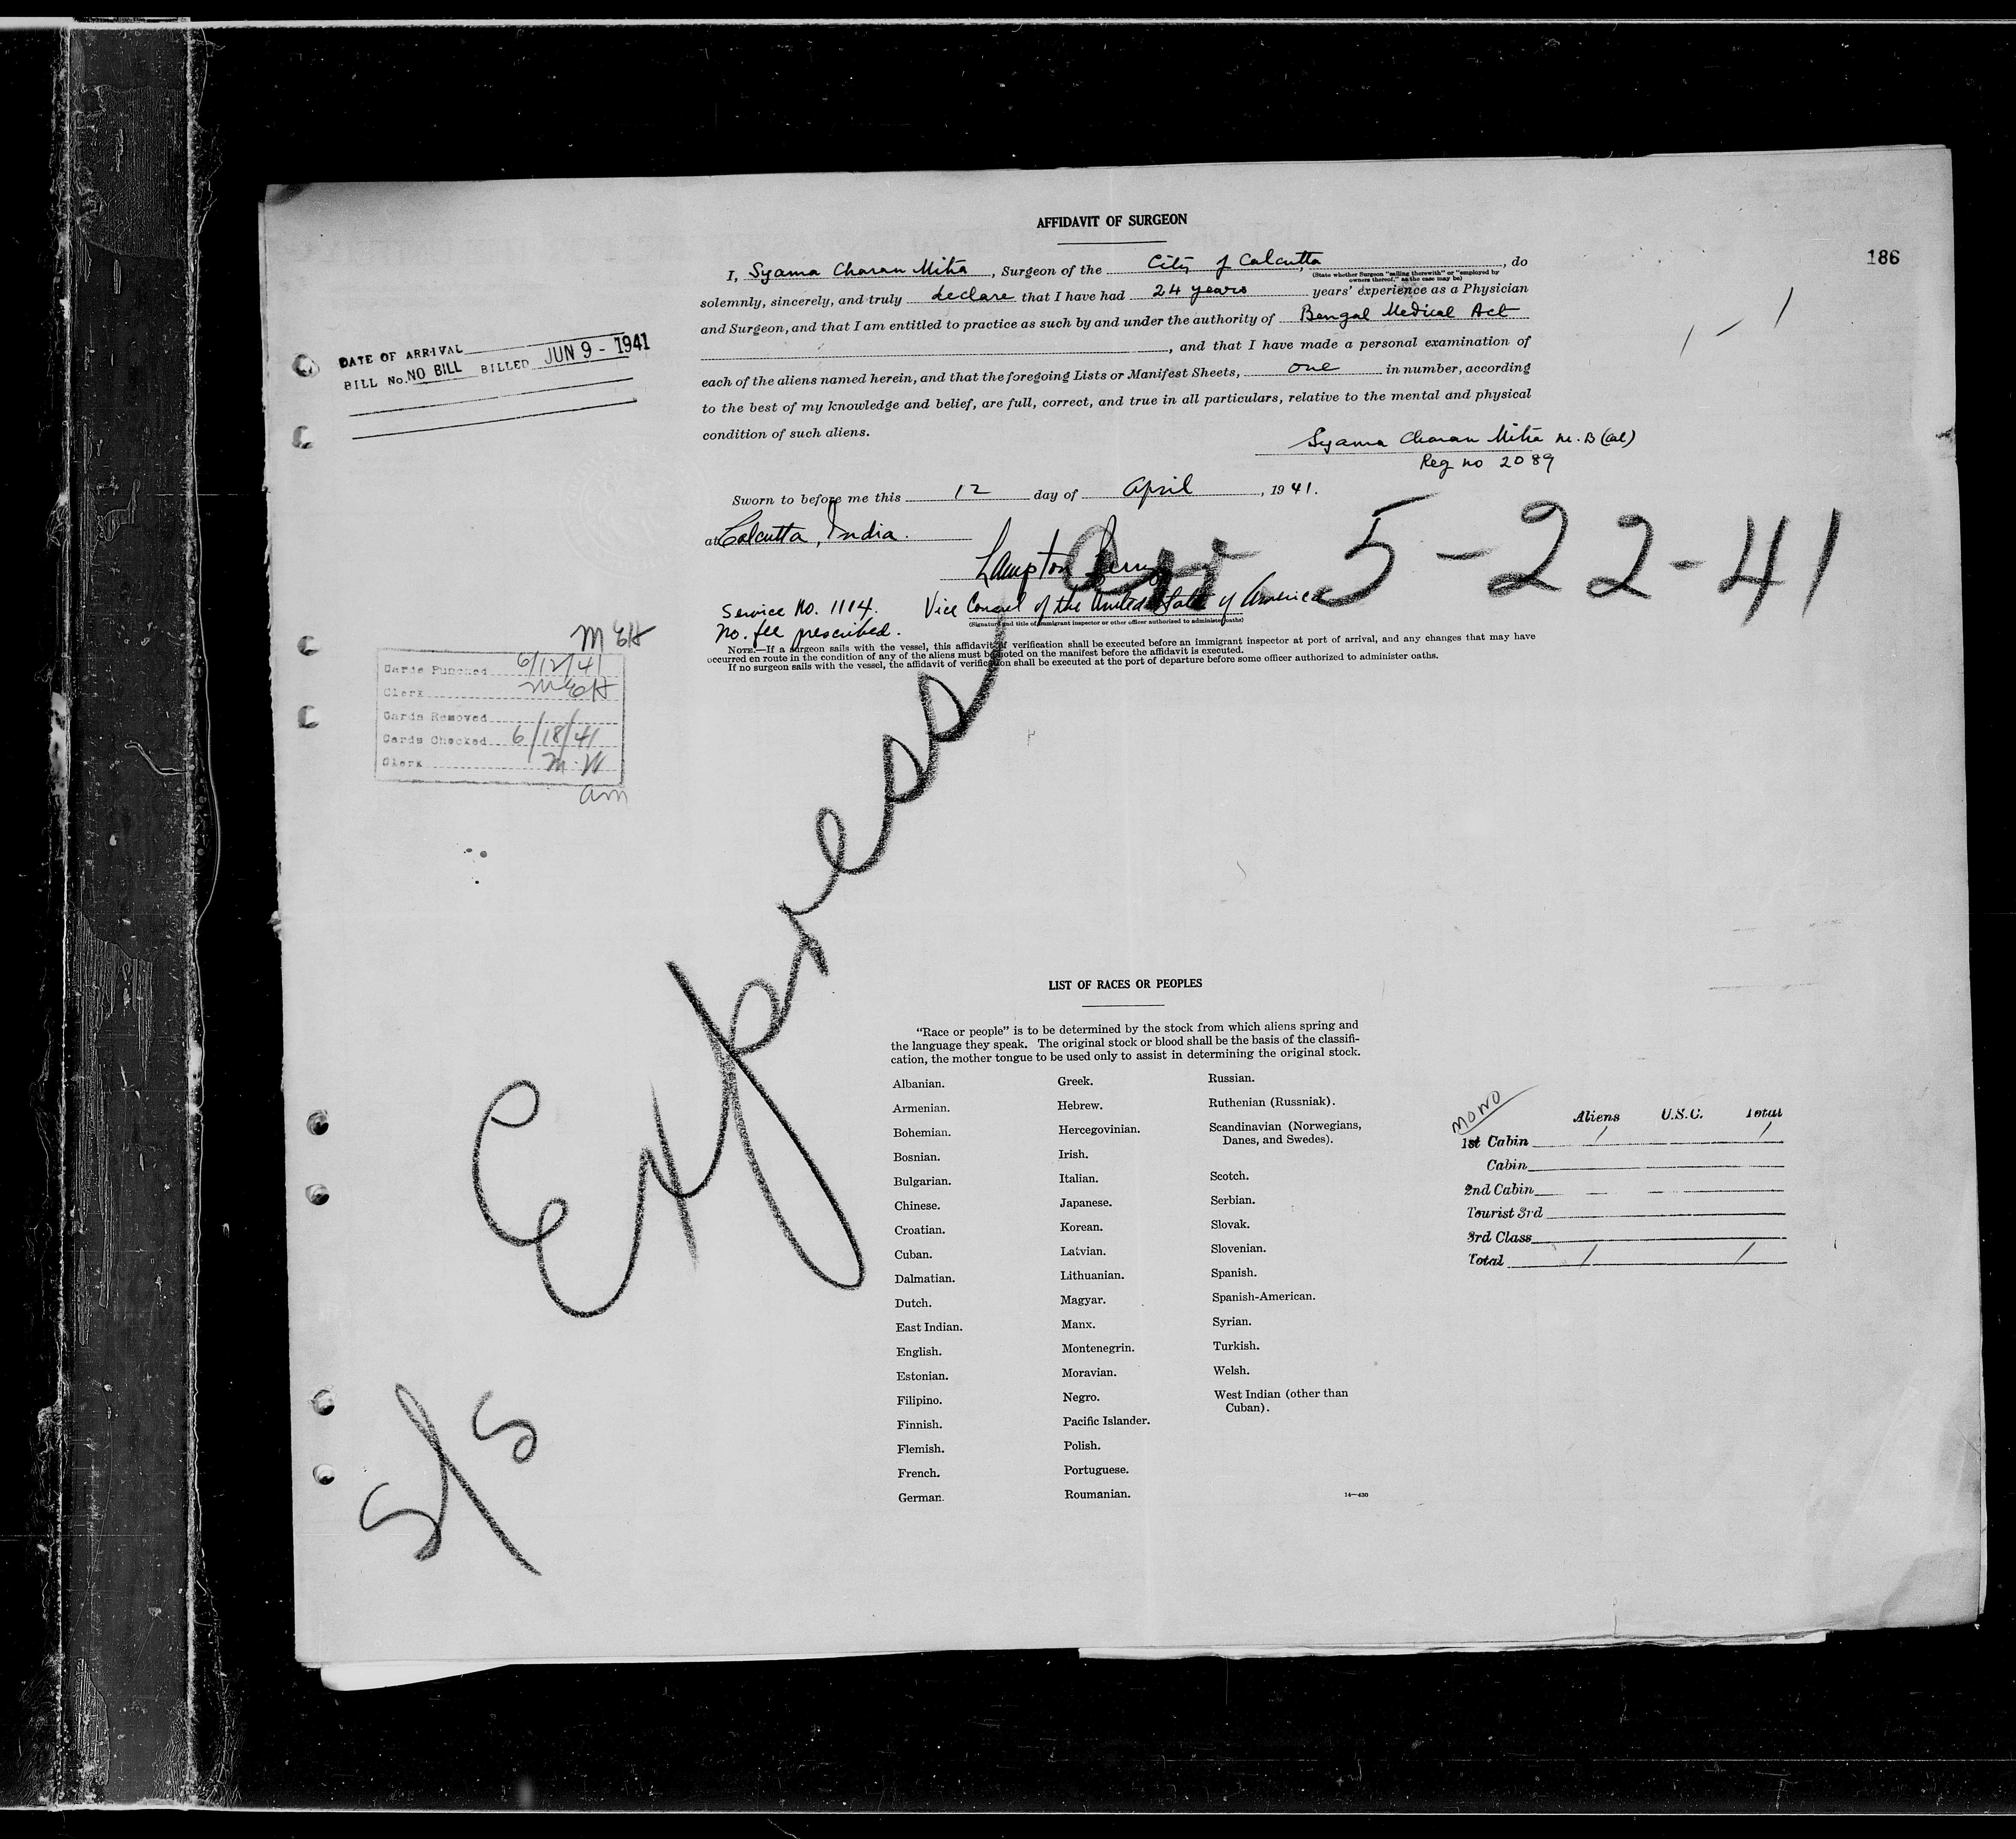 AFFIDAVIT OF SURGEON
186
I, Syama Charan Mitra, Surgeon of the City of Calcutta, do
(State whether Surgeon "sailing therewith" or "employed by owners thereof," as the case may be)
solemnly, sincerely, and truly declare that I have had 24 years years' experience as a Physician
and Surgeon, and that I am entitled to practice as such by and under the authority of Bengal Medical Act
, and that I have made a personal examination of
each of the aliens named herein, and that the foregoing Lists or Manifest Sheets, one in number, according
to the best of my knowledge and belief, are full, correct, and true in all particulars, relative to the mental and physical
condition of such aliens.
Syama Charan Mitra M.B (Cal)
Reg no 2089
DATE OF ARRIVAL
BILL No. NO BILL BILLED JUN 9 - 1941
1 - 1
Sworn to before me this 12 day of April, 1941.
at Calcutta, India.
Lampton Berry
Arr 5-22-41
Service No. 1114. Vice Consul of the United States of America
No. fee prescribed.
(Signature and title of immigrant inspector or other officer authorized to administer oaths)
NOTE.—If a surgeon sails with the vessel, this affidavit of verification shall be executed before an immigrant inspector at port of arrival, and any changes that may have
occurred en route in the condition of any of the aliens must be noted on the manifest before the affidavit is executed.
If no surgeon sails with the vessel, the affidavit of verification shall be executed at the port of departure before some officer authorized to administer oaths.
MEH
Cards Punched 6/12/41
Clerk MEH
Cards Removed
Cards Checked 6/18/41
Clerk M.W
am
Express
S/S
LIST OF RACES OR PEOPLES
"Race or people" is to be determined by the stock from which aliens spring and
the language they speak. The original stock or blood shall be the basis of the classifi-
cation, the mother tongue to be used only to assist in determining the original stock.
Albanian.
Armenian.
Bohemian.
Bosnian.
Bulgarian.
Chinese.
Croatian.
Cuban.
Dalmatian.
Dutch.
East Indian.
English.
Estonian.
Filipino.
Finnish.
Flemish.
French.
German.
Greek.
Hebrew.
Hercegovinian.
Irish.
Italian.
Japanese.
Korean.
Latvian.
Lithuanian.
Magyar.
Manx.
Montenegrin.
Moravian.
Negro.
Pacific Islander.
Polish.
Portuguese.
Roumanian.
Russian.
Ruthenian (Russniak).
Scandinavian (Norwegians,
Danes, and Swedes).
Scotch.
Serbian.
Slovak.
Slovenian.
Spanish.
Spanish-American.
Syrian.
Turkish.
Welsh.
West Indian (other than
Cuban).
14—430
MONO
Aliens U.S.C. Total
1st Cabin 1 1
Cabin
2nd Cabin — —
Tourist 3rd
3rd Class
Total 1 1